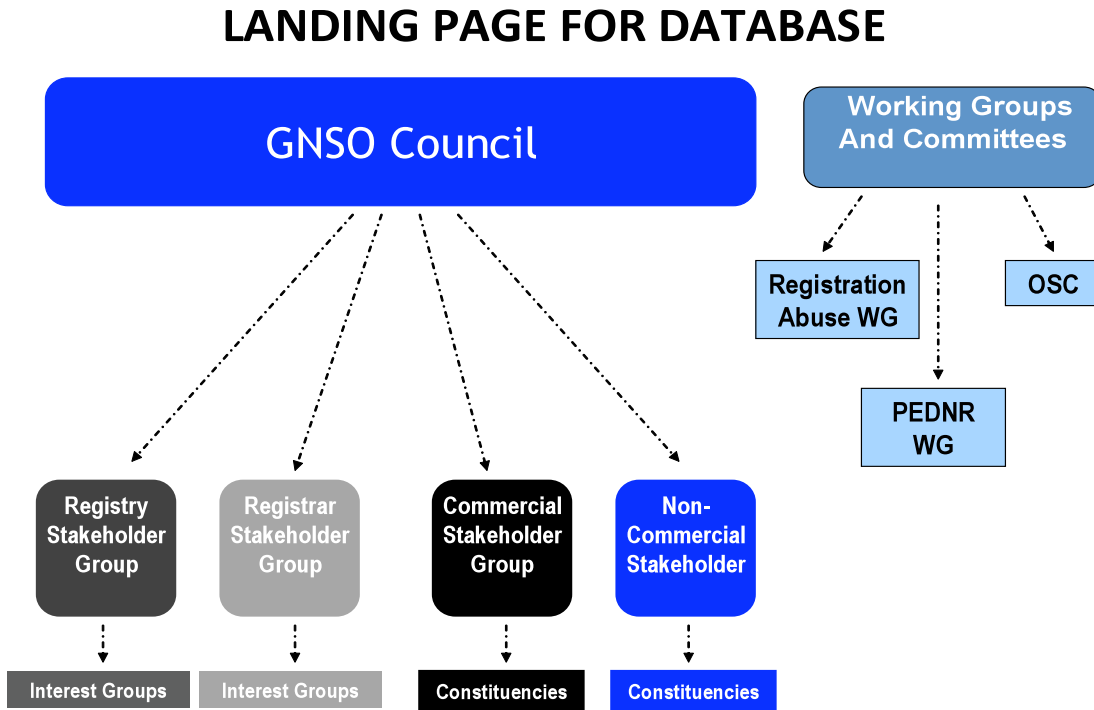 LANDING PAGE FOR DATABASE
GNSO Council
Working Groups
And Committees
Registration
Abuse WG
OSC
PEDNR
WG
Registry
Stakeholder
Group
Registrar
Stakeholder
Group
Commercial
Stakeholder
Group
Non-
Commercial
Stakeholder
Interest Groups
Interest Groups
Constituencies
Constituencies